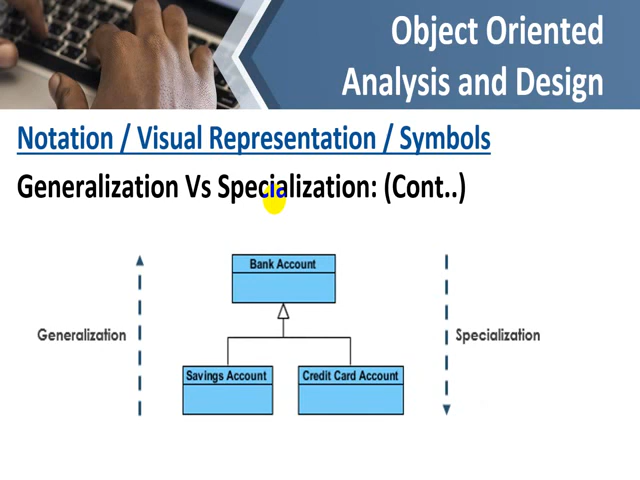 Object Oriented
Analysis and Design
Notation / Visual Representation / Symbols
Generalization Vs Specialization: (Cont..)
Bank Account
Generalization
Specialization
Savings Account
Credit Card Account